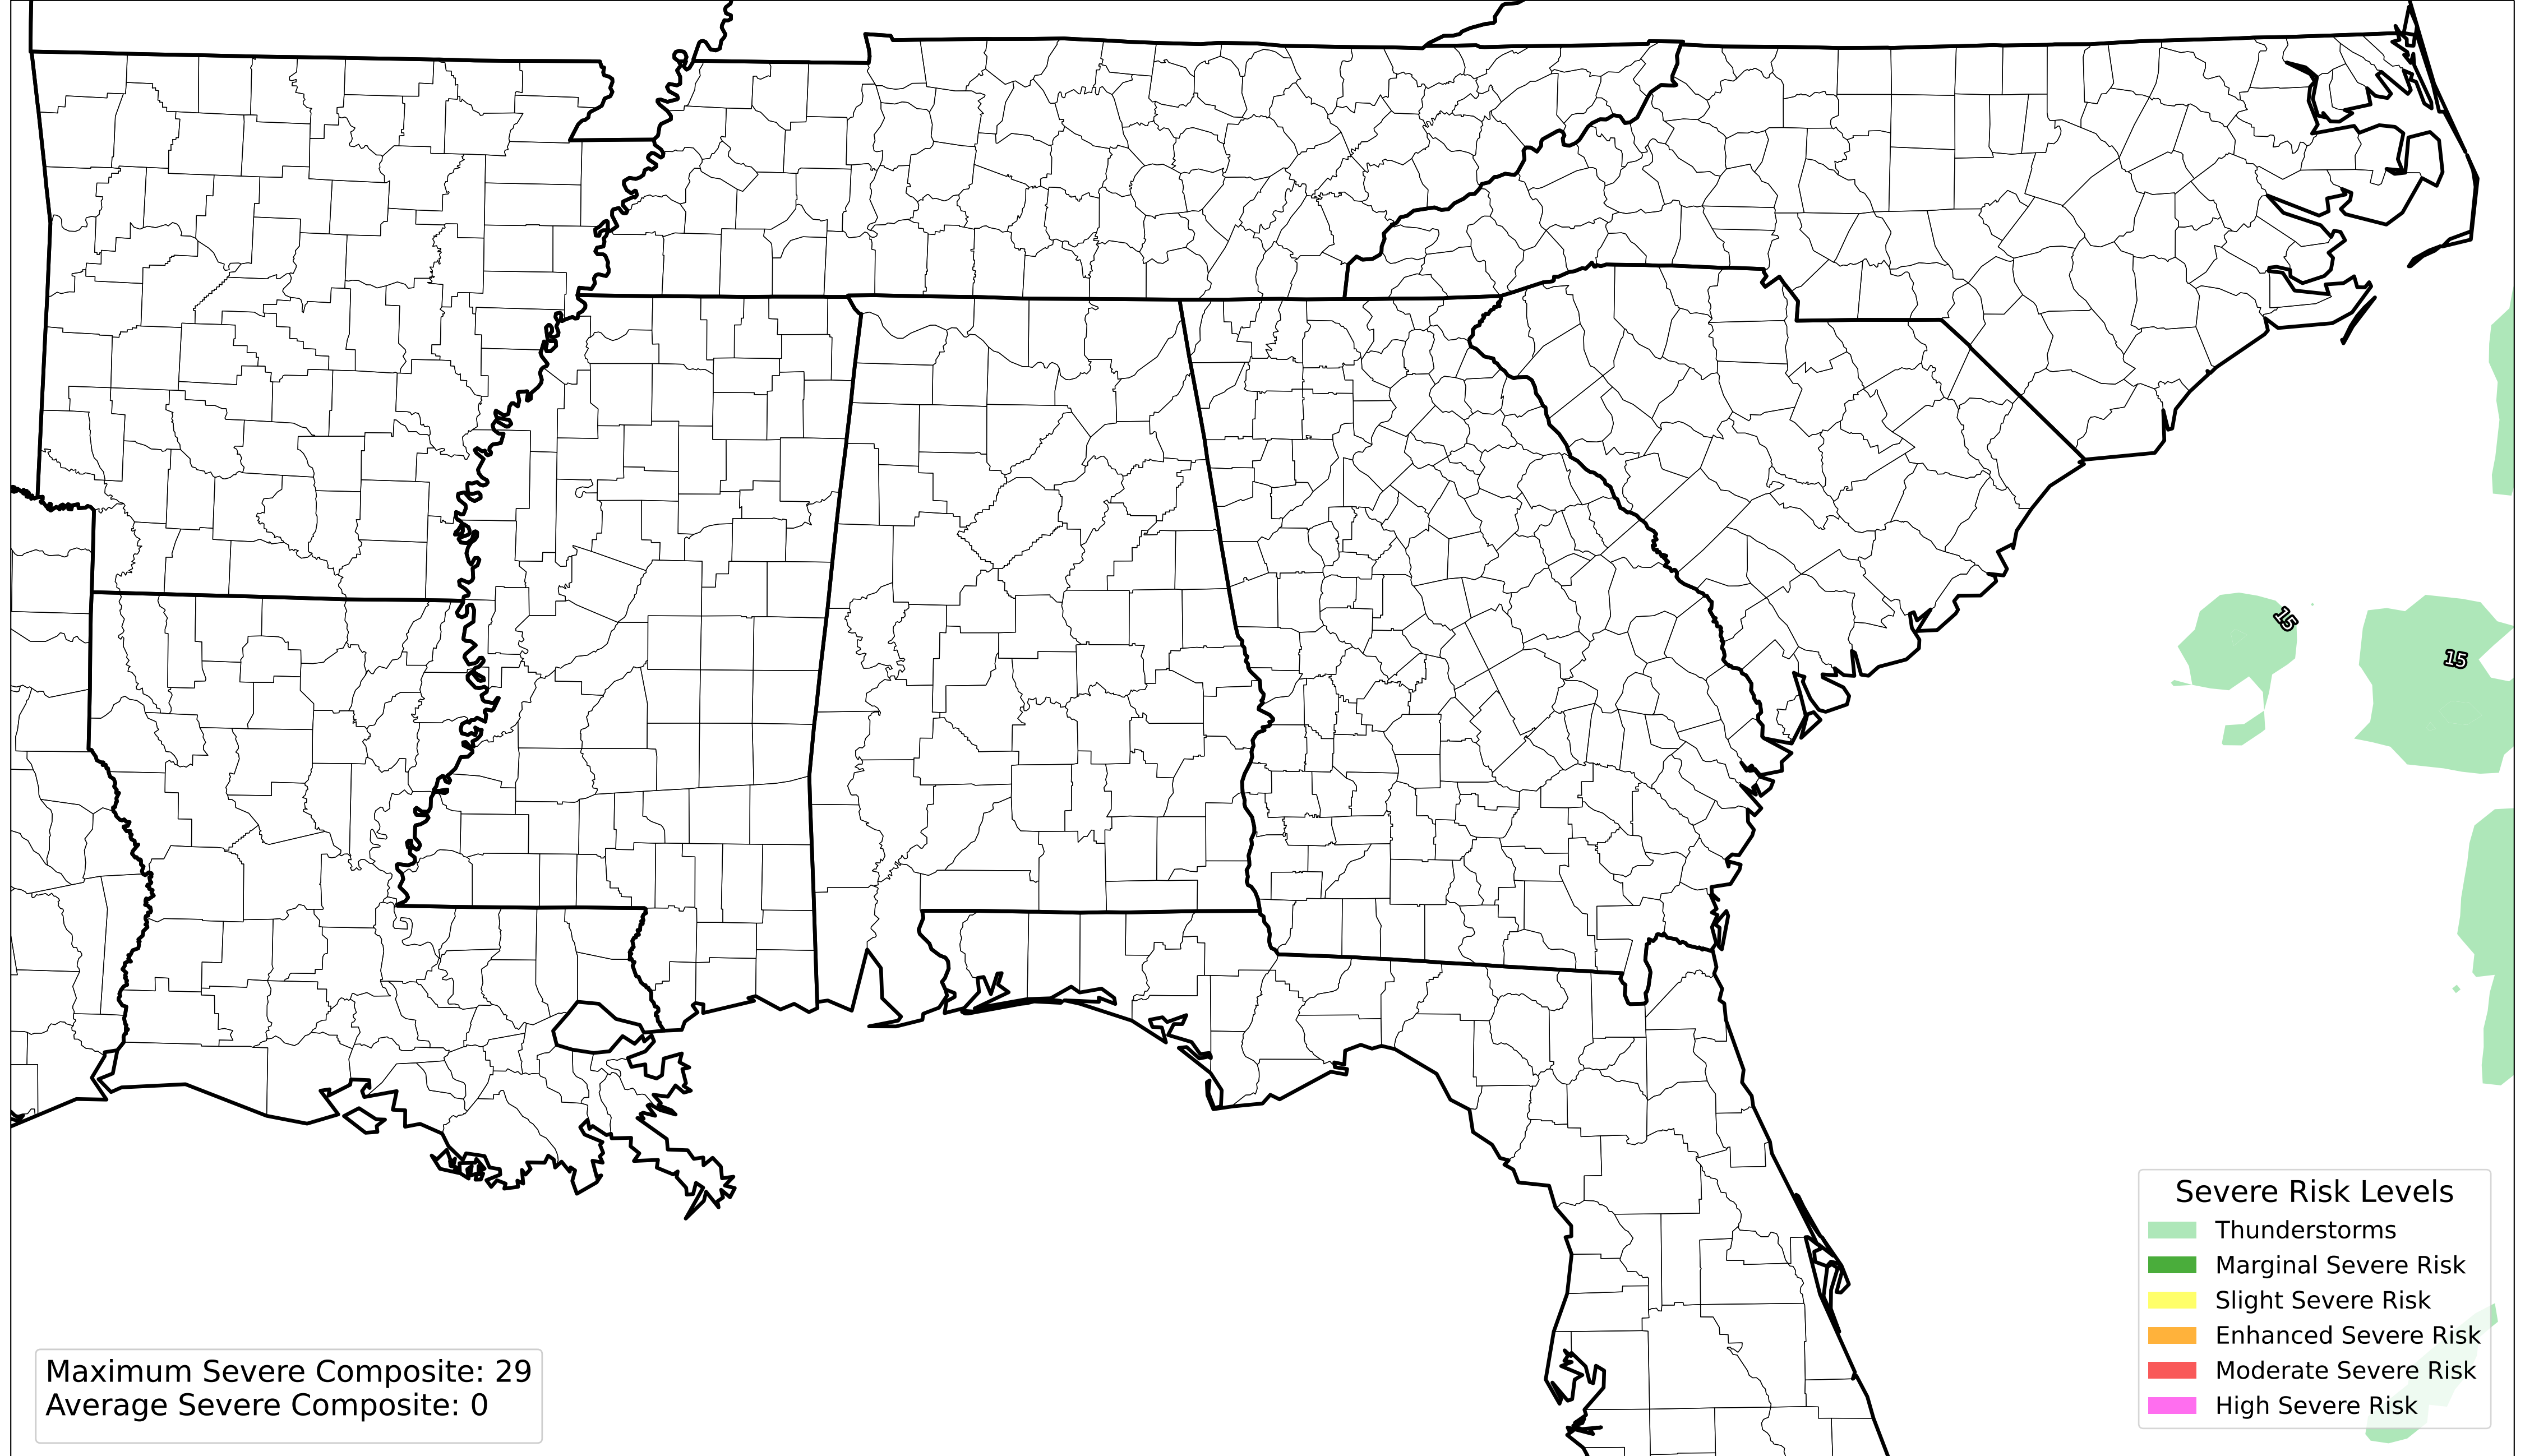 15
15
Severe Risk Levels
Thunderstorms
Marginal Severe Risk
Slight Severe Risk
Enhanced Severe Risk
Moderate Severe Risk
High Severe Risk
Maximum Severe Composite: 29
Average Severe Composite: 0